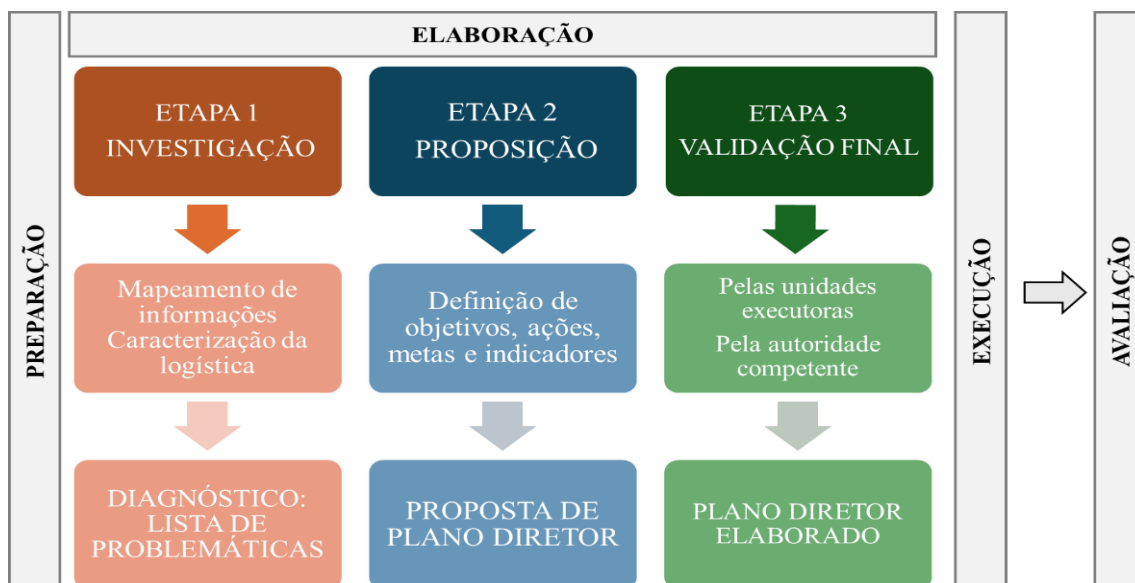 PREPARAÇÃO
ELABORAÇÃO
ETAPA 1
INVESTIGAÇÃO
Mapeamento de
informações
Caracterização da
logística
DIAGNÓSTICO:
LISTA DE
PROBLEMÁTICAS
ETAPA 2
PROPOSIÇÃO
Definição de
objetivos, ações,
metas e indicadores
PROPOSTA DE
PLANO DIRETOR
ETAPA 3
VALIDAÇÃO FINAL
Pelas unidades
executoras
Pela autoridade
competente
PLANO DIRETOR
ELABORADO
EXECUÇÃO
AVALIAÇÃO